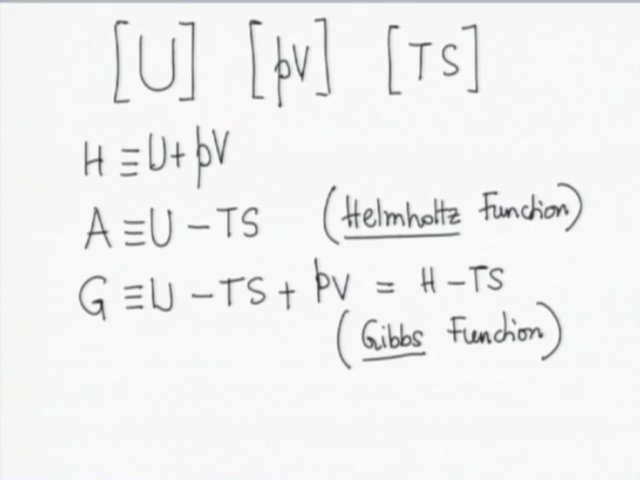 [U] [pV] [TS]
H ≡ U + pV
A ≡ U − TS (Helmholtz Function)
G ≡ U − TS + pV = H − TS
(Gibbs Function)